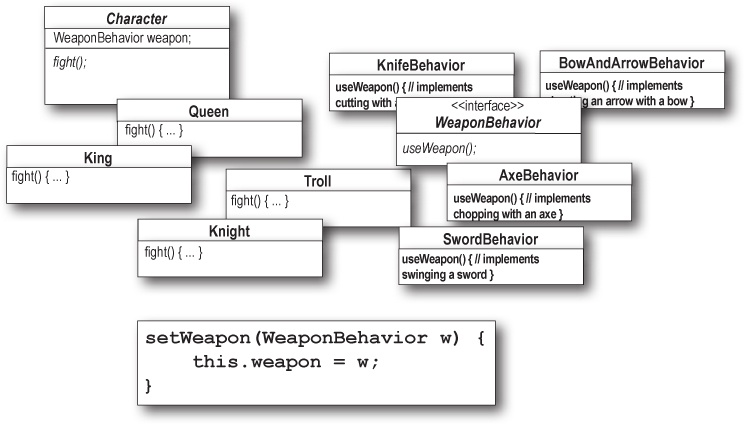 Character
WeaponBehavior weapon;
fight();
Queen
fight() { ... }
King
fight() { ... }
Troll
fight() { ... }
Knight
fight() { ... }
KnifeBehavior
useWeapon() { // implements
cutting with a
BowAndArrowBehavior
useWeapon() { // implements
an arrow with a bow }
<<interface>>
WeaponBehavior
useWeapon();
AxeBehavior
useWeapon() { // implements
chopping with an axe }
SwordBehavior
useWeapon() { // implements
swinging a sword }
setWeapon(WeaponBehavior w) {
this.weapon = w;
}